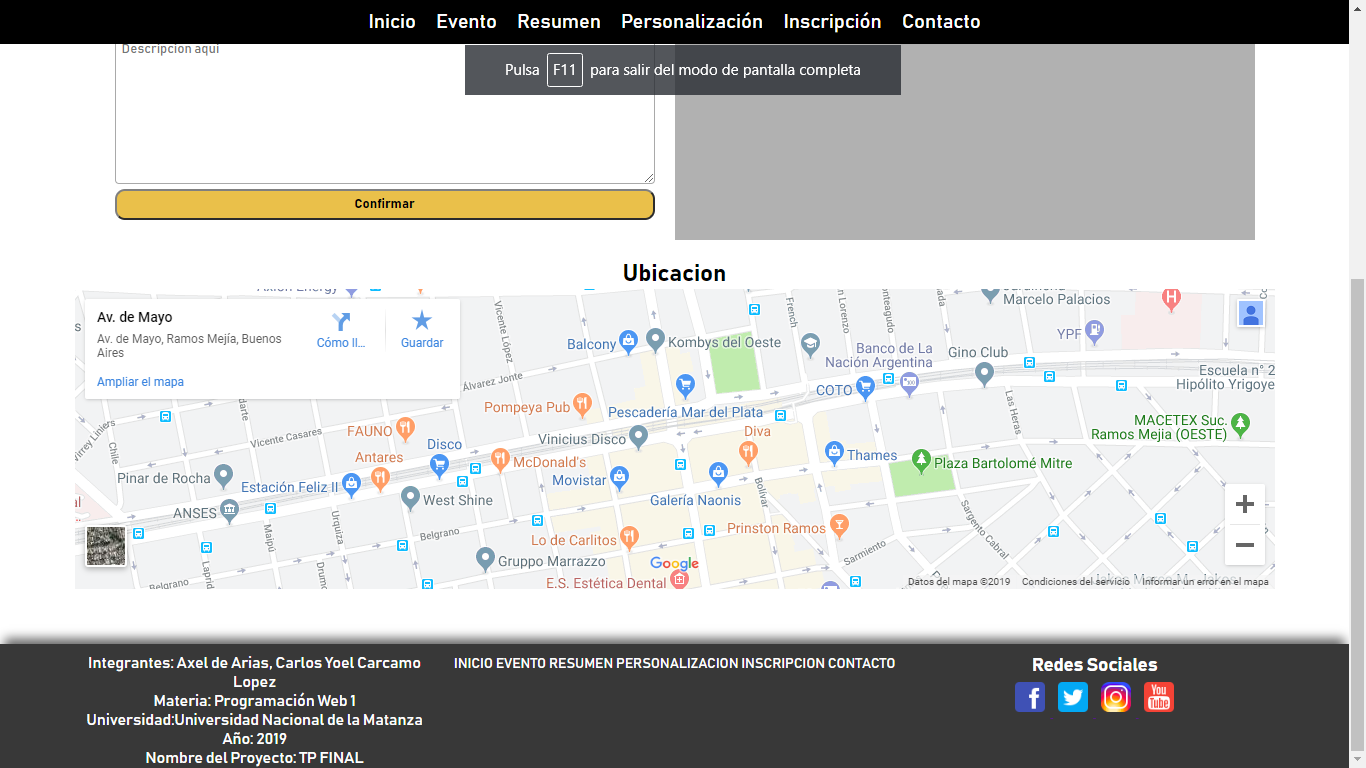 Inicio Evento Resumen Personalización Inscripción Contacto
Descripcion aqui
Pulsa F11 para salir del modo de pantalla completa
Confirmar
Ubicacion
Av. de Mayo
Av. de Mayo, Ramos Mejía, Buenos
Aires
Ampliar el mapa
Cómo ll...
Guardar
Axion Energy
Marcelo Palacios
H
YPF
Vicente López
French
n Lorenzo
Monteagudo
Balcony
Kombys del Oeste
Banco de La
Nación Argentina
Gino Club
Escuela n° 2
Hipólito Yrigoye
Álvarez Jonte
COTO
Las Heras
Pompeya Pub
Pescadería Mar del Plata
MACETEX Suc.
Ramos Mejia (OESTE)
Virrey Liniers
Chile
darte
Vicente Casares
FAUNO
Diva
Vinicius Disco
Disco
Antares
McDonald's
Thames
Plaza Bartolomé Mitre
Pinar de Rocha
Estación Feliz II
Movistar
Galería Naonis
Bolívar
West Shine
ANSES
Maipú
Urquiza
Belgrano
Prinston Ramos
Sargento Cabral
Lo de Carlitos
Sarmiento
Gruppo Marrazzo
Google
Belgrano
Laprid
Drumo
E.S. Estética Dental
Datos del mapa ©2019 Condiciones del servicio Informar un error en el mapa
Integrantes: Axel de Arias, Carlos Yoel Carcamo
Lopez
Materia: Programación Web 1
Universidad:Universidad Nacional de la Matanza
Año: 2019
Nombre del Proyecto: TP FINAL
INICIO EVENTO RESUMEN PERSONALIZACION INSCRIPCION CONTACTO
Redes Sociales
You
Tube